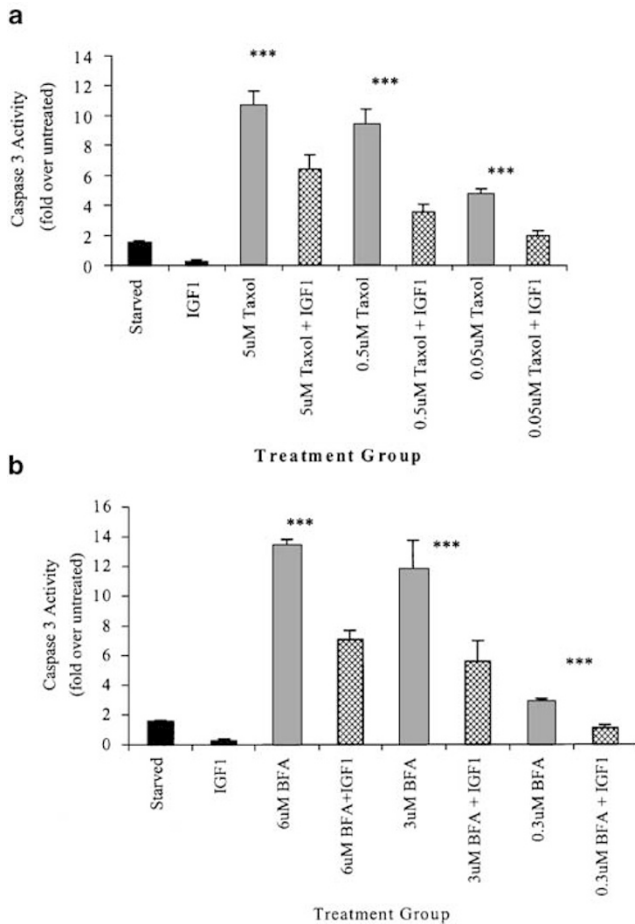 a
Caspase 3 Activity
(fold over untreated)
14
12
10
8
6
4
2
0
***
***
***
Starved
IGF1
5uM Taxol
5uM Taxol + IGF1
0.5uM Taxol
0.5uM Taxol + IGF1
0.05uM Taxol
0.05uM Taxol + IGF1
Treatment Group
b
Caspase 3 Activity
(fold over untreated)
16
14
12
10
8
6
4
2
0
***
***
***
Starved
IGF1
6uM BFA
6uM BFA+IGF1
3uM BFA
3uM BFA + IGF1
0.3uM BFA
0.3uM BFA + IGF1
Treatment Group